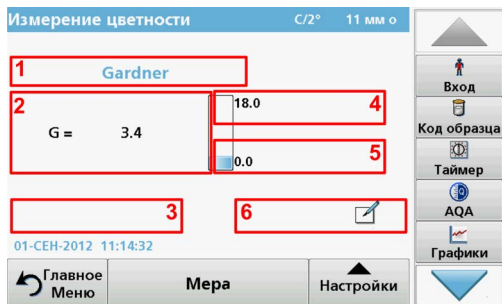 Измерение цветности C/2° 11 мм о
1
Gardner
2
18.0
4
G = 3.4
5
0.0
3
6
01-СЕН-2012 11:14:32
Главное
Меню
Мера
Настройки
Вход
Код образца
Таймер
AQA
Графики